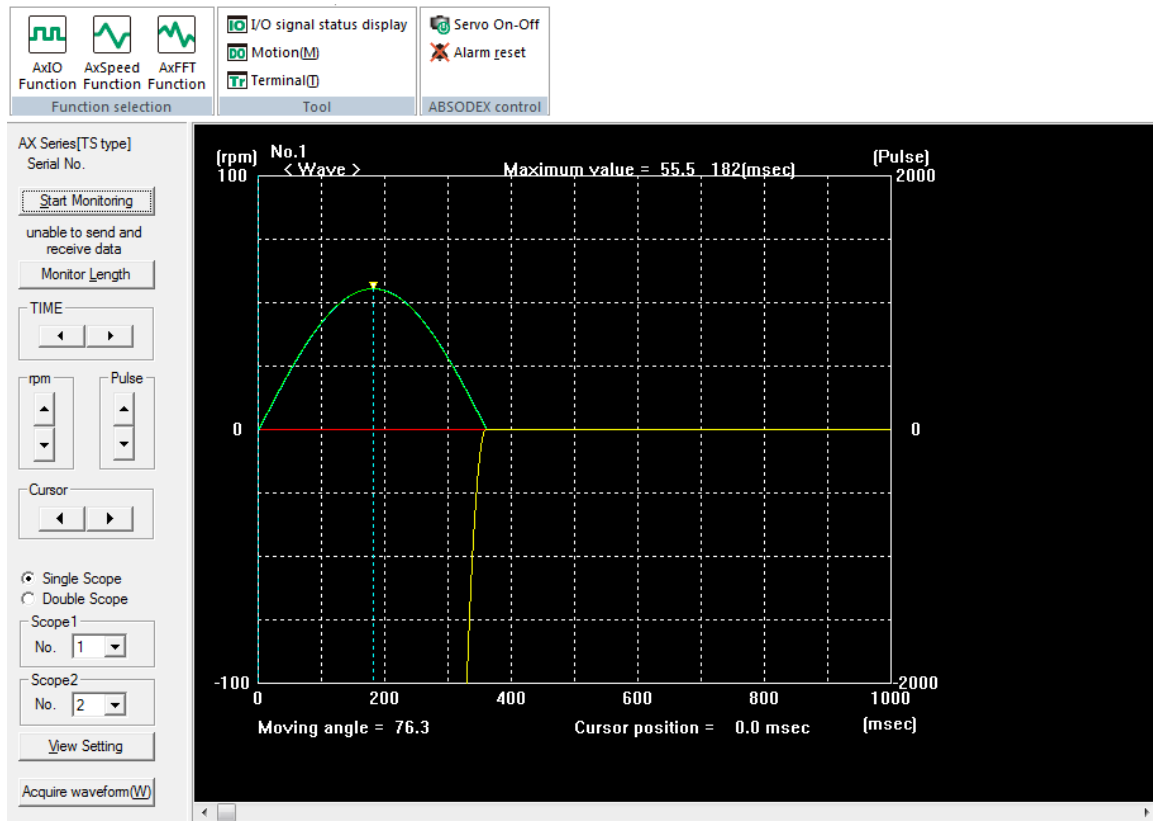 I/O signal status display
Servo On-Off
AxIO
Function
AxSpeed
Function
AxFFT
Function
Motion(M)
Alarm reset
Terminal(T)
Function selection
Tool
ABSODEX control
AX Series[TS type]
Serial No.
Start Monitoring
unable to send and
receive data
Monitor Length
TIME
rpm
Pulse
Cursor
Single Scope
Double Scope
Scope1
No. 1
Scope2
No. 2
View Setting
Acquire waveform(W)
(rpm)
No.1
< Wave >
Maximum value = 55.5 182(msec)
(Pulse)
100
2000
0
0
-100
-2000
0 200 400 600 800 1000
Moving angle = 76.3
Cursor position = 0.0 msec
(msec)